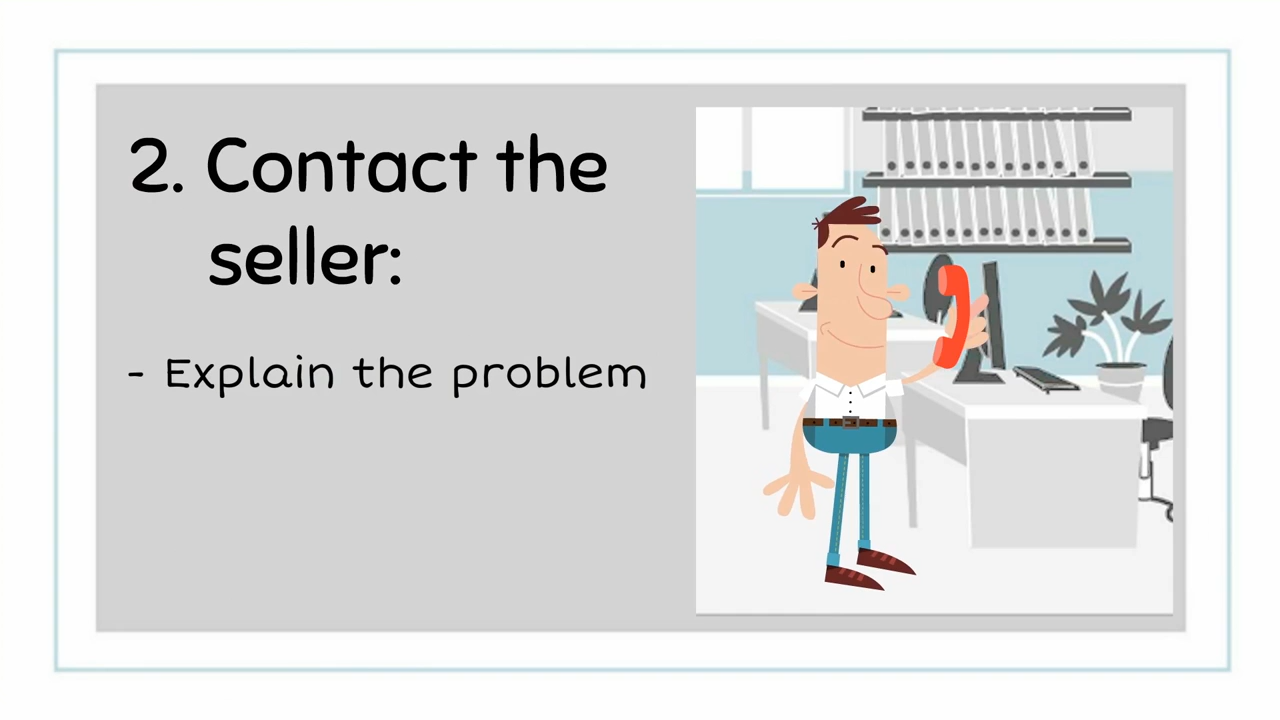 2. Contact the
seller:
- Explain the problem